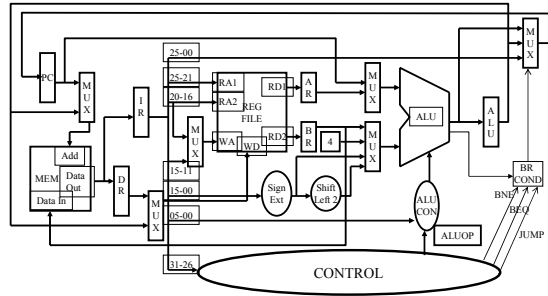 25-00
M
U
X
PC
25-21
20-16
M
U
X
I
R
RA1
RA2
REG
FILE
RD1
A
R
M
U
X
ALU
A
L
U
M
U
X
WA
WD
RD2
B
R
4
M
U
X
Add
MEM
Data
Out
Data In
D
R
M
U
X
15-11
15-00
05-00
31-26
Sign
Ext
Shift
Left 2
ALU
CON
ALUOP
BR
COND
BNE
BEQ
JUMP
CONTROL